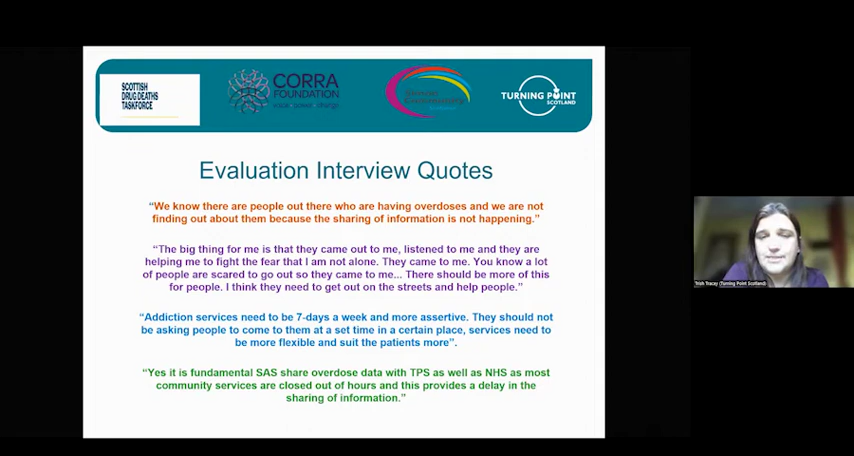 SCOTTISH
DRUG DEATHS
TASKFORCE
CORRA
FOUNDATION
TURNING POINT
SCOTLAND
Evaluation Interview Quotes
“We know there are people out there who are having overdoses and we are not
finding out about them because the sharing of information is not happening.”
“The big thing for me is that they came out to me, listened to me and they are
helping me to fight the fear that I am not alone. They came to me. You know a lot
of people are scared to go out so they came to me... There should be more of this
for people. I think they need to get out on the streets and help people.”
“Addiction services need to be 7-days a week and more assertive. They should not
be asking people to come to them at a set time in a certain place, services need to
be more flexible and suit the patients more”.
“Yes it is fundamental SAS share overdose data with TPS as well as NHS as most
community services are closed out of hours and this provides a delay in the
sharing of information.”
Trish Tracey (Turning Point Scotland)